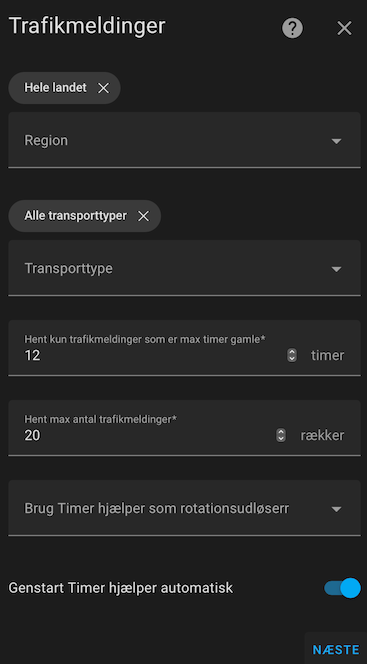 Trafikmeldinger
Hele landet
Region
Alle transporttyper
Transporttype
Hent kun trafikmeldinger som er max timer gamle*
12 timer
Hent max antal trafikmeldinger*
20 rækker
Brug Timer hjælper som rotationsudløserr
Genstart Timer hjælper automatisk
NÆSTE